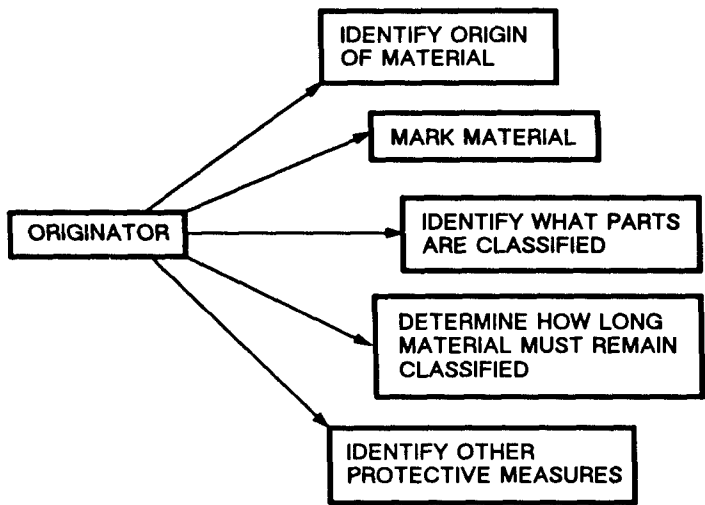 IDENTIFY ORIGIN
OF MATERIAL
MARK MATERIAL
ORIGINATOR
IDENTIFY WHAT PARTS
ARE CLASSIFIED
DETERMINE HOW LONG
MATERIAL MUST REMAIN
CLASSIFIED
IDENTIFY OTHER
PROTECTIVE MEASURES